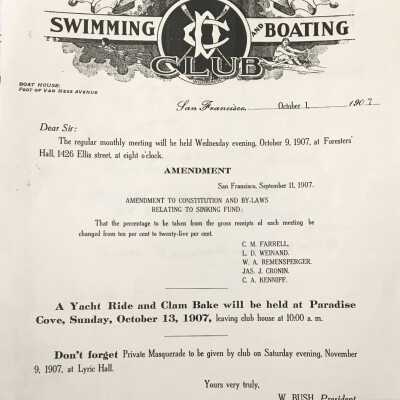 SWIMMING AND BOATING
CLUB
BOAT HOUSE:
FOOT OF VAN NESS AVENUE
San Francisco, October 1, 1907
Dear Sir:
The regular monthly meeting will be held Wednesday evening, October 9, 1907, at Foresters'
Hall, 1426 Ellis street, at eight o'clock.
AMENDMENT
San Francisco, September 11, 1907.
AMENDMENT TO CONSTITUTION AND BY-LAWS
RELATING TO SINKING FUND:
That the percentage to be taken from the gross receipts of each meeting be
changed from ten per cent to twenty-five per cent.
C. M. FARRELL,
L. D. WEINAND,
W. A. REMENSPERGER,
JAS. J. CRONIN,
C. A. KENNIFF.
A Yacht Ride and Clam Bake will be held at Paradise
Cove, Sunday, October 13, 1907, leaving club house at 10:00 a. m.
Don't forget Private Masquerade to be given by club on Saturday evening, November
9, 1907, at Lyric Hall.
Yours very truly,
W. BUSH, President